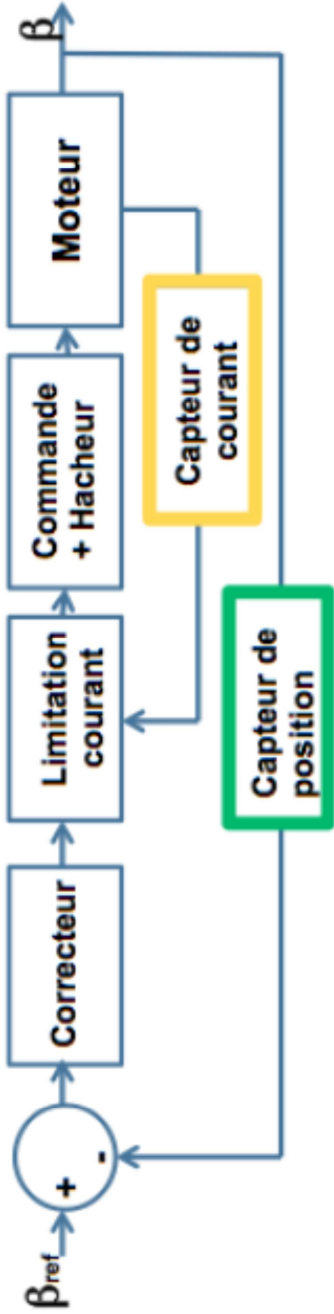 βref
+
-
Correcteur
Limitation
courant
Commande
+ Hacheur
Moteur
β
Capteur de
courant
Capteur de
position